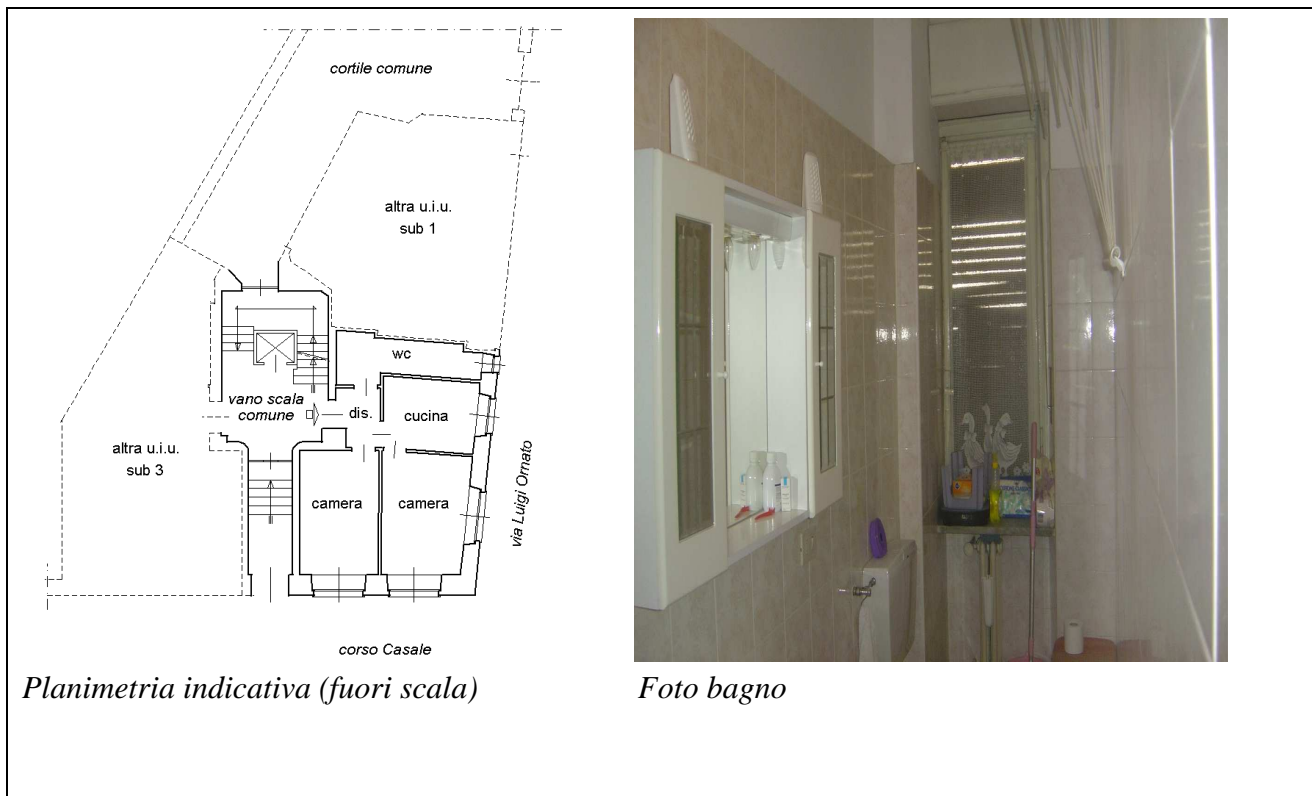 cortile comune
altra u.i.u.
sub 1
wc
vano scala
comune
dis.
cucina
altra u.i.u.
sub 3
camera
camera
via Luigi Ornato
corso Casale
Planimetria indicativa (fuori scala)
Foto bagno